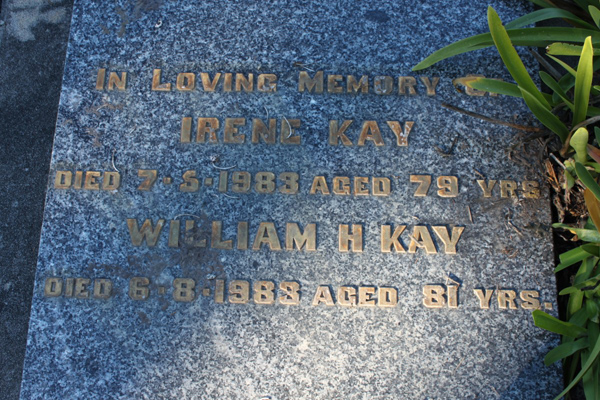 IN LOVING MEMORY OF
IRENE KAY
DIED 7-5-1983 AGED 79 YRS.
WILLIAM H KAY
DIED 6-8-1983 AGED 81 YRS.